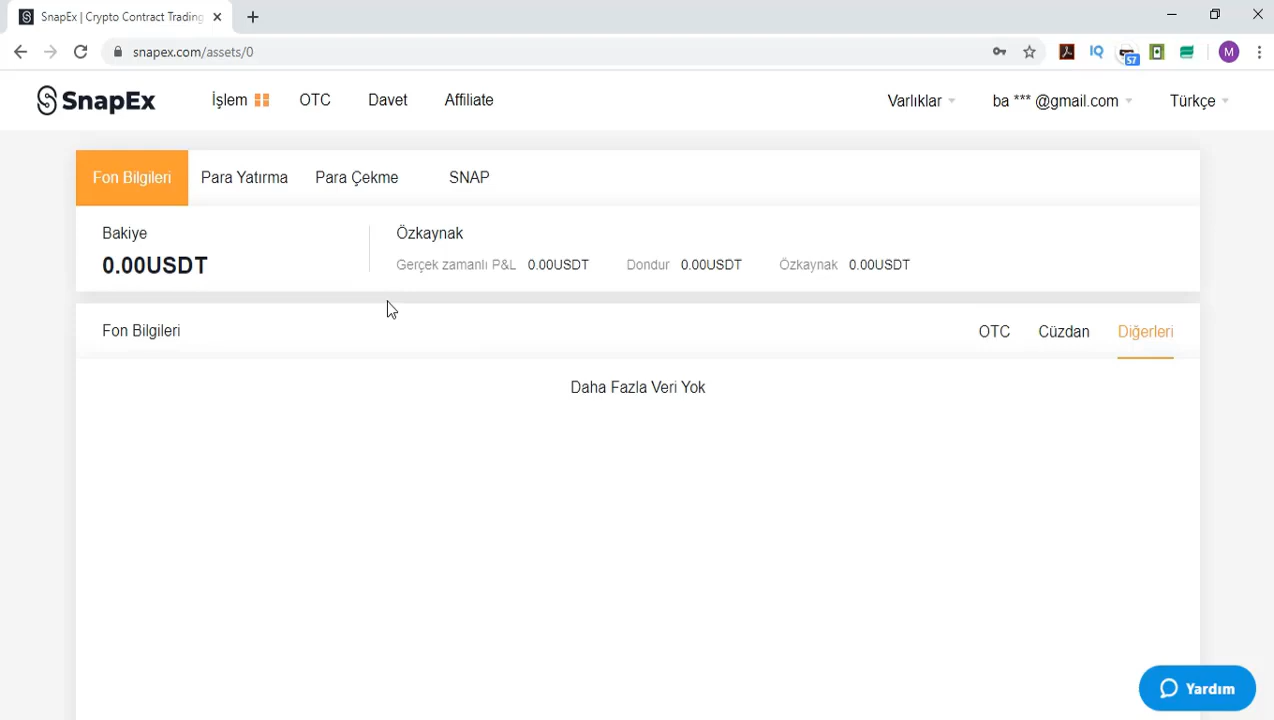 SnapEx | Crypto Contract Trading
snapex.com/assets/0
IQ
57
M
SnapEx İşlem OTC Davet Affiliate Varlıklar ba *** @gmail.com Türkçe
Fon Bilgileri Para Yatırma Para Çekme SNAP
Bakiye Özkaynak
0.00USDT Gerçek zamanlı P&L 0.00USDT Dondur 0.00USDT Özkaynak 0.00USDT
Fon Bilgileri OTC Cüzdan Diğerleri
Daha Fazla Veri Yok
Yardım